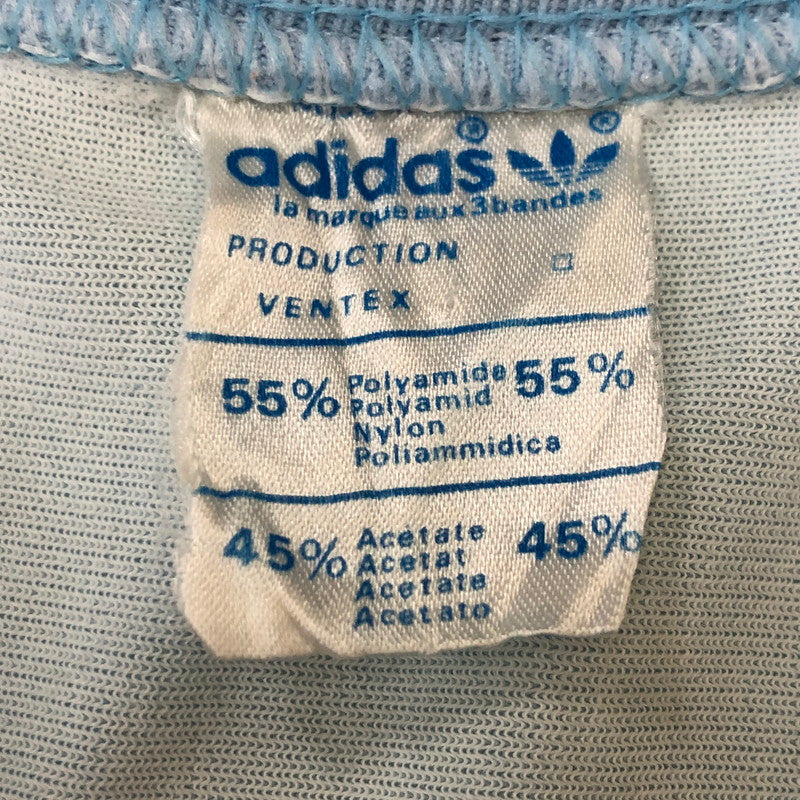 adidas® ®
la marque aux 3 bandes
PRODUCTION
VENTEX
55% Polyamide 55%
Polyamid
Nylon
Poliammidica
45% Acétate 45%
Acetat
Acetate
Acetato